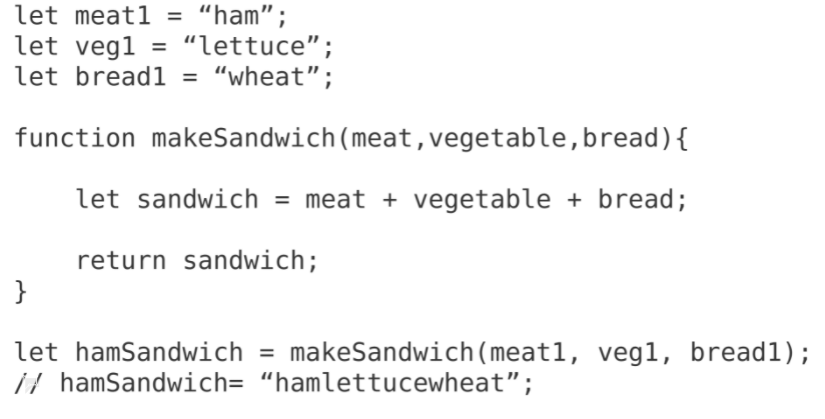 let meat1 = “ham”;
let veg1 = “lettuce”;
let bread1 = “wheat”;
function makeSandwich(meat,vegetable,bread){
let sandwich = meat + vegetable + bread;
return sandwich;
}
let hamSandwich = makeSandwich(meat1, veg1, bread1);
// hamSandwich= “hamlettucewheat”;